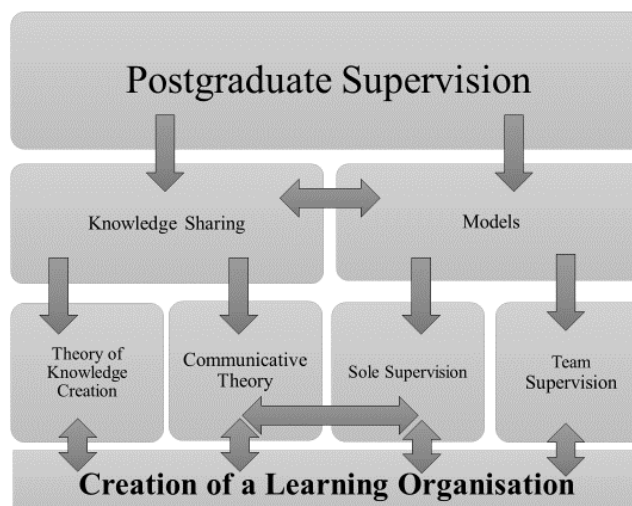 Postgraduate Supervision
Knowledge Sharing
Models
Theory of
Knowledge
Creation
Communicative
Theory
Sole Supervision
Team
Supervision
Creation of a Learning Organisation